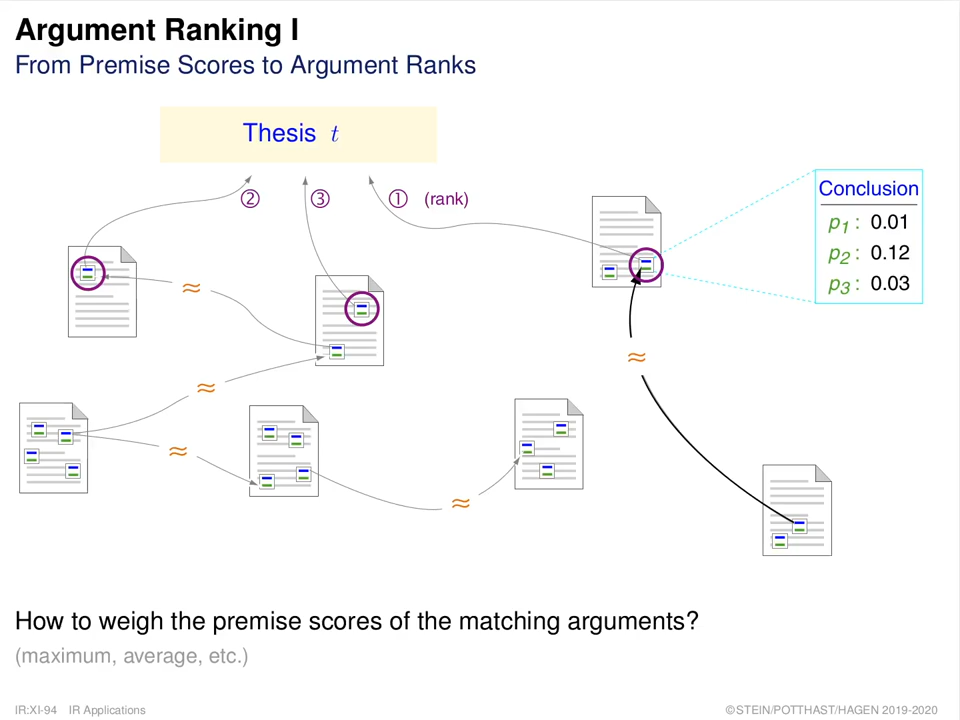 Argument Ranking I
From Premise Scores to Argument Ranks
Thesis t
② ③ ① (rank)
Conclusion
p1 : 0.01
p2 : 0.12
p3 : 0.03
≈
≈
≈
≈
≈
How to weigh the premise scores of the matching arguments?
(maximum, average, etc.)
IR:XI-94 IR Applications
©STEIN/POTTHAST/HAGEN 2019-2020